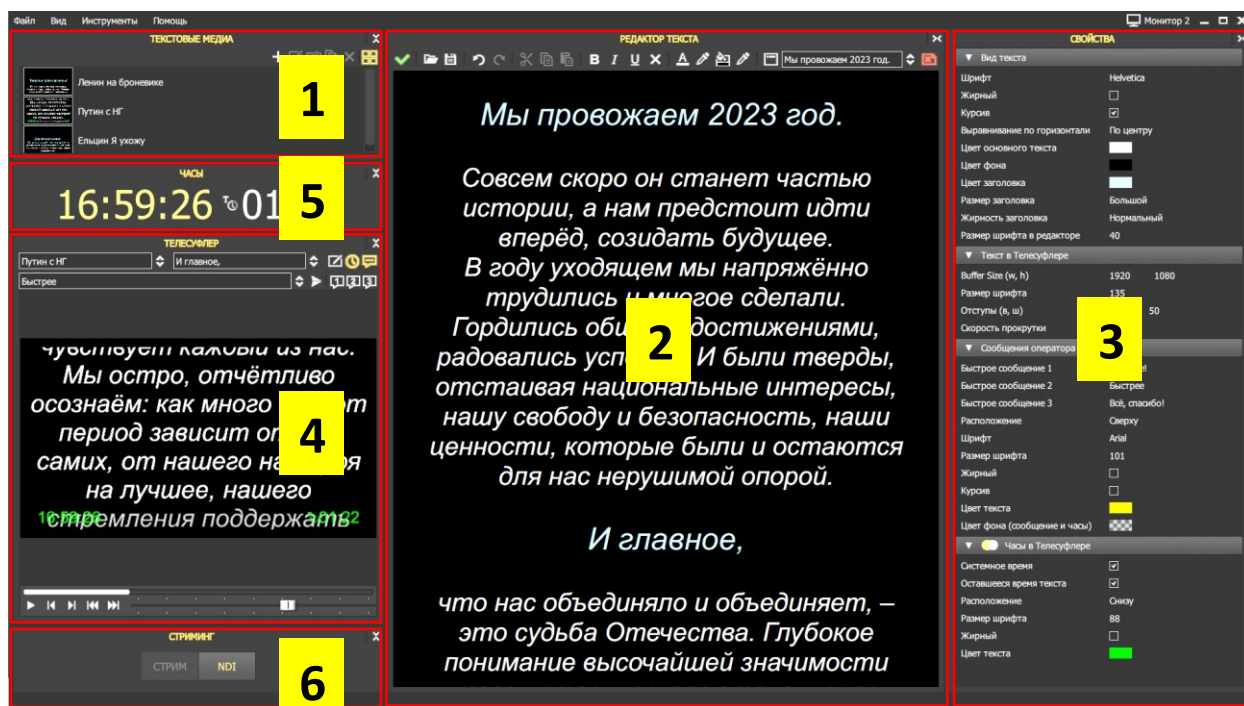 Файл Вид Инструменты Помощь Монитор 2
ТЕКСТОВЫЕ МЕДИА
1
Ленин на броневике
Путин с НГ
Ельцин Я ухожу
ЧАСЫ
16:59:26 01
5
ТЕЛЕСУФЛЕР
Путин с НГ И главное,
Быстрее 1 2 3
чувствует каждый из нас.
Мы остро, отчётливо
осознаём: как много
период зависит
самих, от нашего
на лучшее, нашего
стремления поддержать
4
СТРИМИНГ
СТРИМ NDI
6
РЕДАКТОР ТЕКСТА
B I U X A Мы провожаем 2023 год.
Мы провожаем 2023 год.
Совсем скоро он станет частью
истории, а нам предстоит идти
вперёд, созидать будущее.
В году уходящем мы напряжённо
трудились и многое сделали.
Гордились достижениями,
радовались И были тверды,
отстаивая национальные интересы,
нашу свободу и безопасность, наши
ценности, которые были и остаются
для нас нерушимой опорой.
2
И главное,
что нас объединяло и объединяет, –
это судьба Отечества. Глубокое
понимание высочайшей значимости
СВОЙСТВА
Вид текста
Шрифт Helvetica
Жирный
Курсив
Выравнивание по горизонтали По центру
Цвет основного текста
Цвет фона
Цвет заголовка
Размер заголовка Большой
Жирность заголовка Нормальный
Размер шрифта в редакторе 40
Текст в Телесуфлере
Buffer Size (w, h) 1920 1080
Размер шрифта 135
Отступы (в, ш) 50
Скорость прокрутки
3
Сообщения оператора
Быстрое сообщение 1
Быстрое сообщение 2 Быстрее
Быстрое сообщение 3 Всё, спасибо!
Расположение Сверху
Шрифт Arial
Размер шрифта 101
Жирный
Курсив
Цвет текста
Цвет фона (сообщение и часы)
Часы в Телесуфлере
Системное время
Оставшееся время текста
Расположение Снизу
Размер шрифта 88
Жирный
Цвет текста